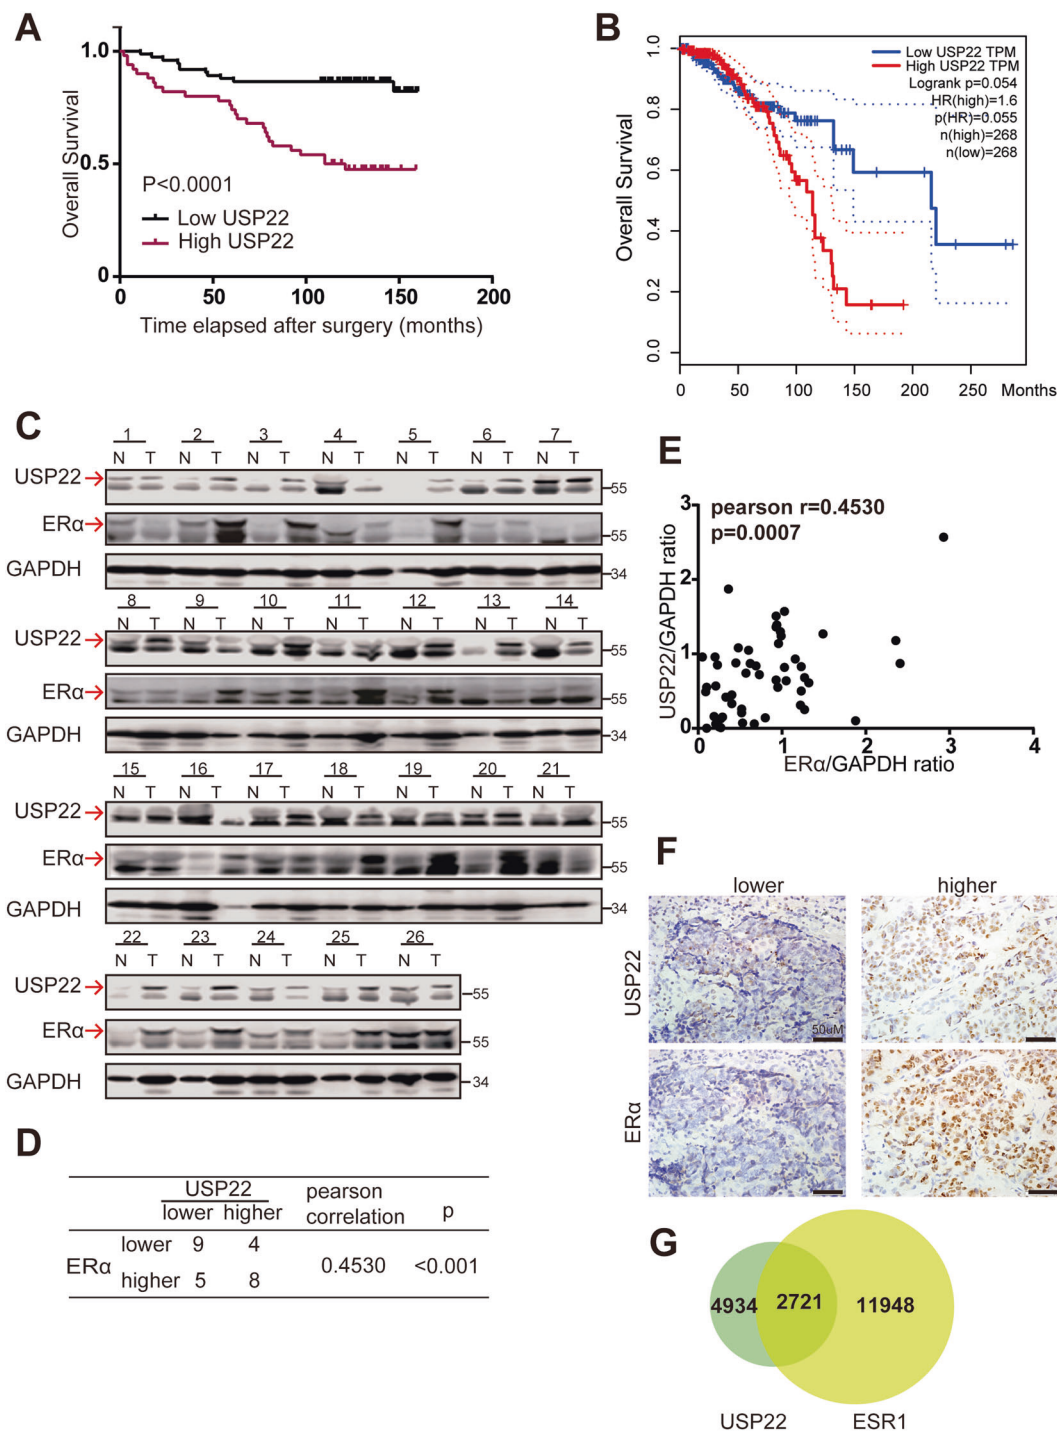 A
1.0
0.5
0
0 50 100 150 200
Overall Survival
P<0.0001
Low USP22
High USP22
Time elapsed after surgery (months)
B
1.0
0.8
0.6
0.4
0.2
0.0
Overall Survival
Low USP22 TPM
High USP22 TPM
Logrank p=0.054
HR(high)=1.6
p(HR)=0.055
n(high)=268
n(low)=268
0 50 100 150 200 250 Months
C
1 2 3 4 5 6 7
N T N T N T N T N T N T N T
USP22 55
ERα 55
GAPDH 34
8 9 10 11 12 13 14
N T N T N T N T N T N T N T
USP22 55
ERα 55
GAPDH 34
15 16 17 18 19 20 21
N T N T N T N T N T N T N T
USP22 55
ERα 55
GAPDH 34
22 23 24 25 26
N T N T N T N T N T
USP22 55
ERα 55
GAPDH 34
D
USP22
lower higher
pearson
correlation
p
ERα
lower 9 4
higher 5 8
0.4530 <0.001
E
3
2
1
0
USP22/GAPDH ratio
pearson r=0.4530
p=0.0007
0 1 2 3 4
ERα/GAPDH ratio
F
lower higher
USP22
50uM
ERα
G
4934 2721 11948
USP22 ESR1